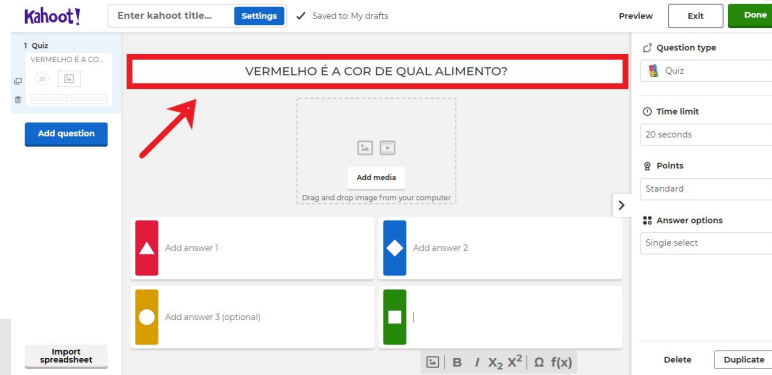 Kahoot!
Enter kahoot title...
Settings
Saved to: My drafts
Preview
Exit
Done
1 Quiz
VERMELHO É A CO...
20
Add question
Import
spreadsheet
VERMELHO É A COR DE QUAL ALIMENTO?
Add media
Drag and drop image from your computer
Add answer 1
Add answer 2
Add answer 3 (optional)
B I X₂ X² Ω f(x)
Question type
Quiz
Time limit
20 seconds
Points
Standard
Answer options
Single select
Delete
Duplicate